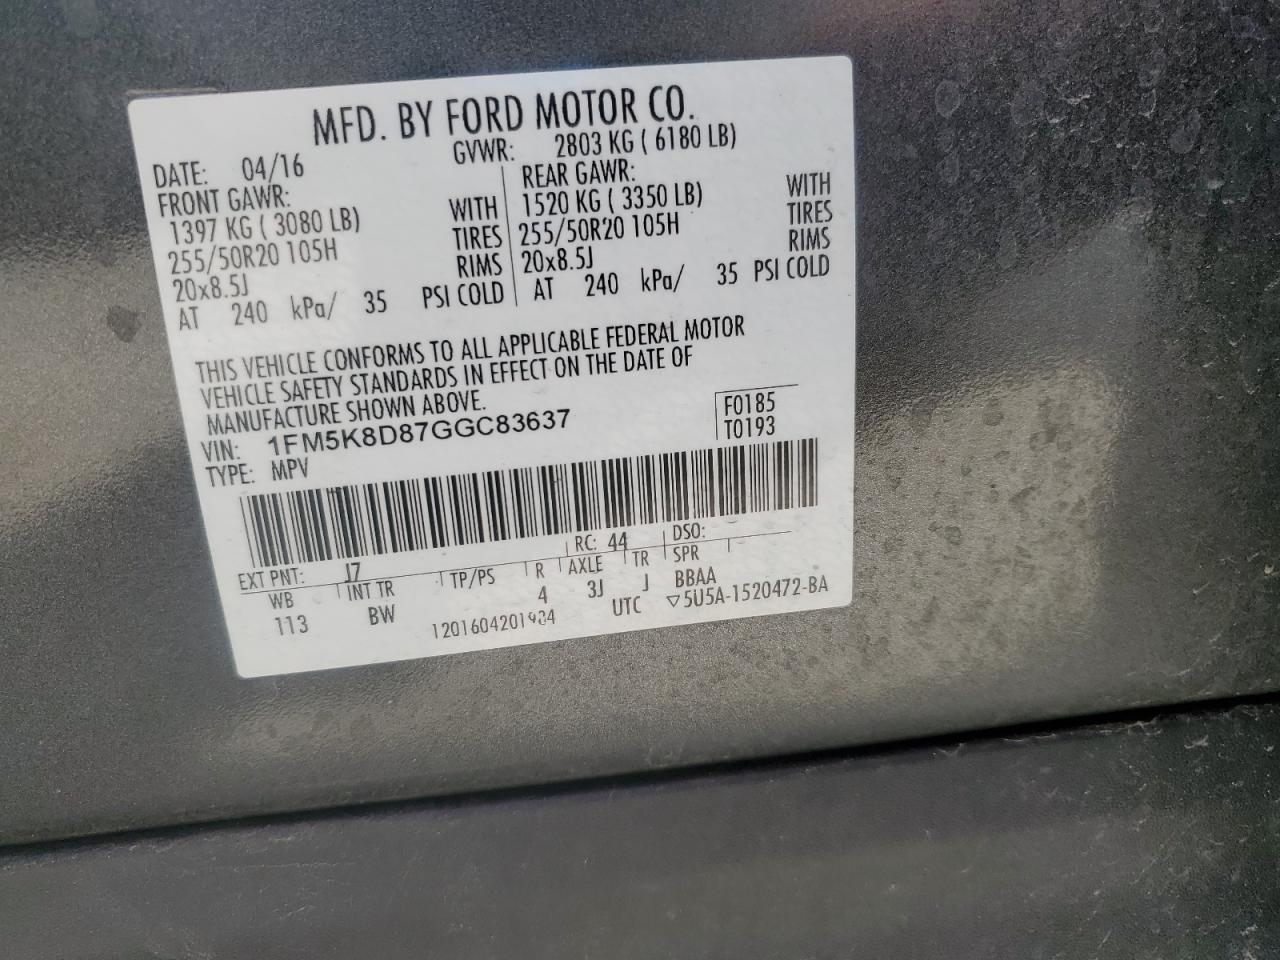 MFD. BY FORD MOTOR CO.
DATE: 04/16 GVWR: 2803 KG ( 6180 LB)
FRONT GAWR: REAR GAWR:
1397 KG ( 3080 LB) WITH 1520 KG ( 3350 LB) WITH
255/50R20 105H TIRES 255/50R20 105H TIRES
20x8.5J RIMS 20x8.5J RIMS
AT 240 kPa/ 35 PSI COLD AT 240 kPa/ 35 PSI COLD
THIS VEHICLE CONFORMS TO ALL APPLICABLE FEDERAL MOTOR
VEHICLE SAFETY STANDARDS IN EFFECT ON THE DATE OF
MANUFACTURE SHOWN ABOVE.
VIN: 1FM5K8D87GGC83637 F0185
TYPE: MPV T0193
EXT PNT: J7 RC: 44 DSO:
WB INT TR TP/PS R AXLE TR SPR
113 BW 4 3J J BBAA
1201604201984 UTC ▽5U5A-1520472-BA